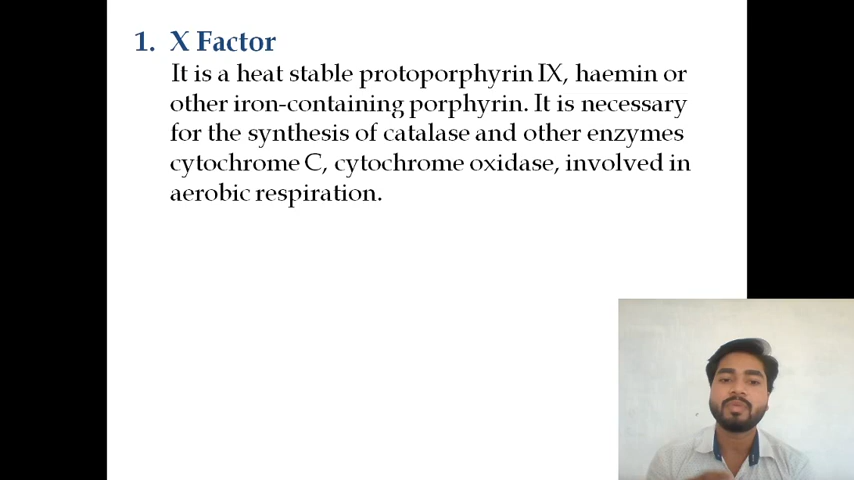 1. X Factor
It is a heat stable protoporphyrin IX, haemin or
other iron-containing porphyrin. It is necessary
for the synthesis of catalase and other enzymes
cytochrome C, cytochrome oxidase, involved in
aerobic respiration.